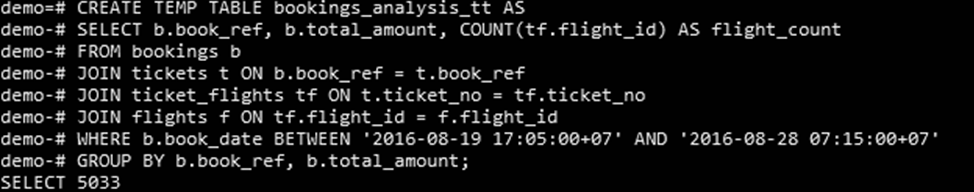 demo=# CREATE TEMP TABLE bookings_analysis_tt AS
demo-# SELECT b.book_ref, b.total_amount, COUNT(tf.flight_id) AS flight_count
demo-# FROM bookings b
demo-# JOIN tickets t ON b.book_ref = t.book_ref
demo-# JOIN ticket_flights tf ON t.ticket_no = tf.ticket_no
demo-# JOIN flights f ON tf.flight_id = f.flight_id
demo-# WHERE b.book_date BETWEEN '2016-08-19 17:05:00+07' AND '2016-08-28 07:15:00+07'
demo-# GROUP BY b.book_ref, b.total_amount;
SELECT 5033